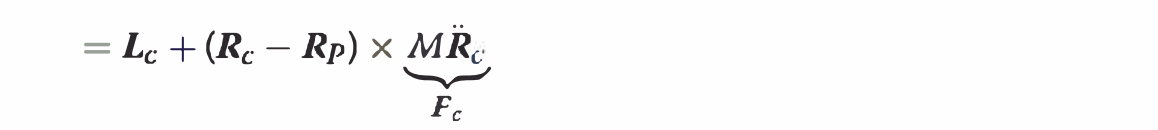 = L_c + (R_c − R_P) × MR̈_c
F_c